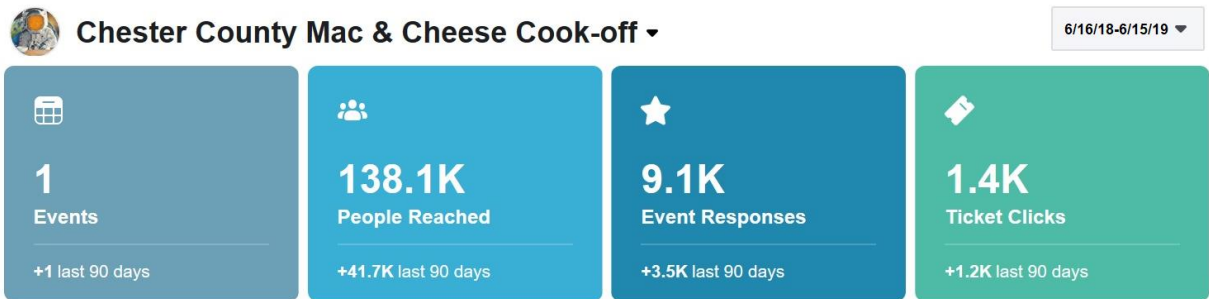 Chester County Mac & Cheese Cook-off
6/16/18-6/15/19
1
Events
+1 last 90 days
138.1K
People Reached
+41.7K last 90 days
9.1K
Event Responses
+3.5K last 90 days
1.4K
Ticket Clicks
+1.2K last 90 days